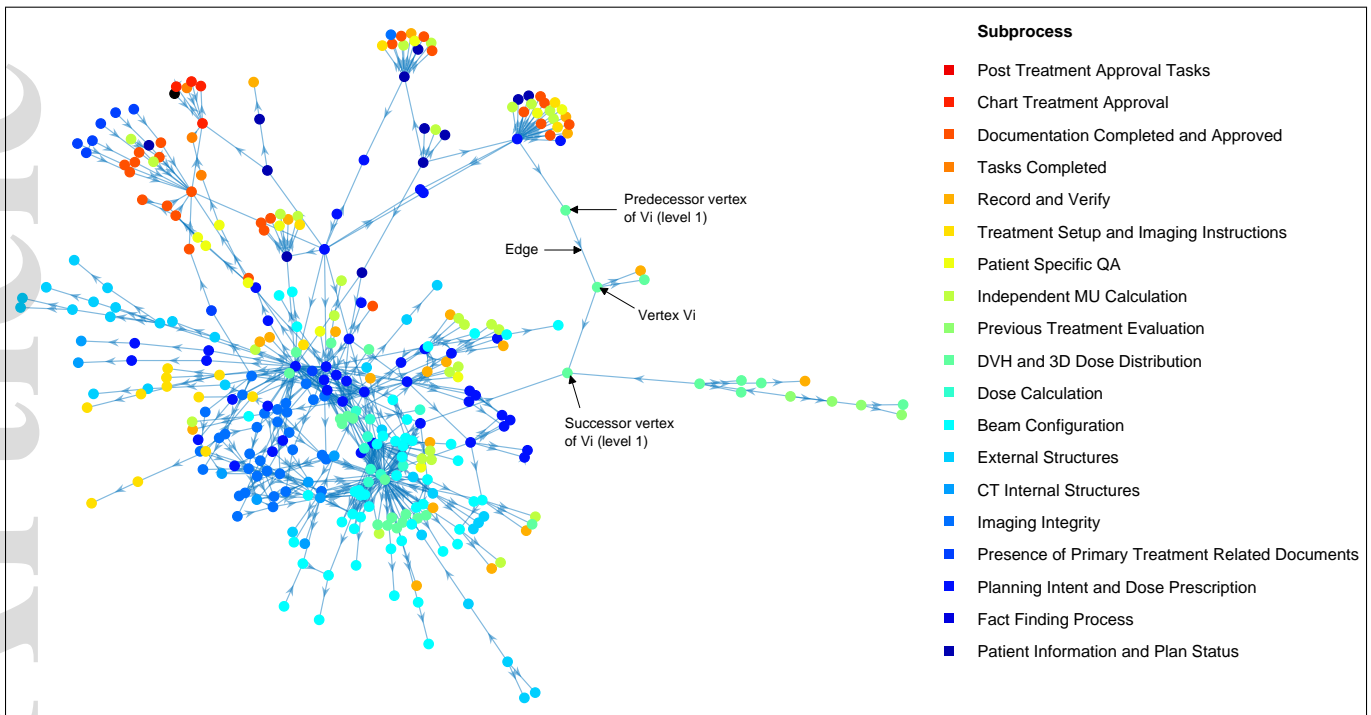 Subprocess
Post Treatment Approval Tasks
Chart Treatment Approval
Documentation Completed and Approved
Tasks Completed
Record and Verify
Treatment Setup and Imaging Instructions
Patient Specific QA
Independent MU Calculation
Previous Treatment Evaluation
DVH and 3D Dose Distribution
Dose Calculation
Beam Configuration
External Structures
CT Internal Structures
Imaging Integrity
Presence of Primary Treatment Related Documents
Planning Intent and Dose Prescription
Fact Finding Process
Patient Information and Plan Status
Predecessor vertex
of Vi (level 1)
Edge
Vertex Vi
Successor vertex
of Vi (level 1)